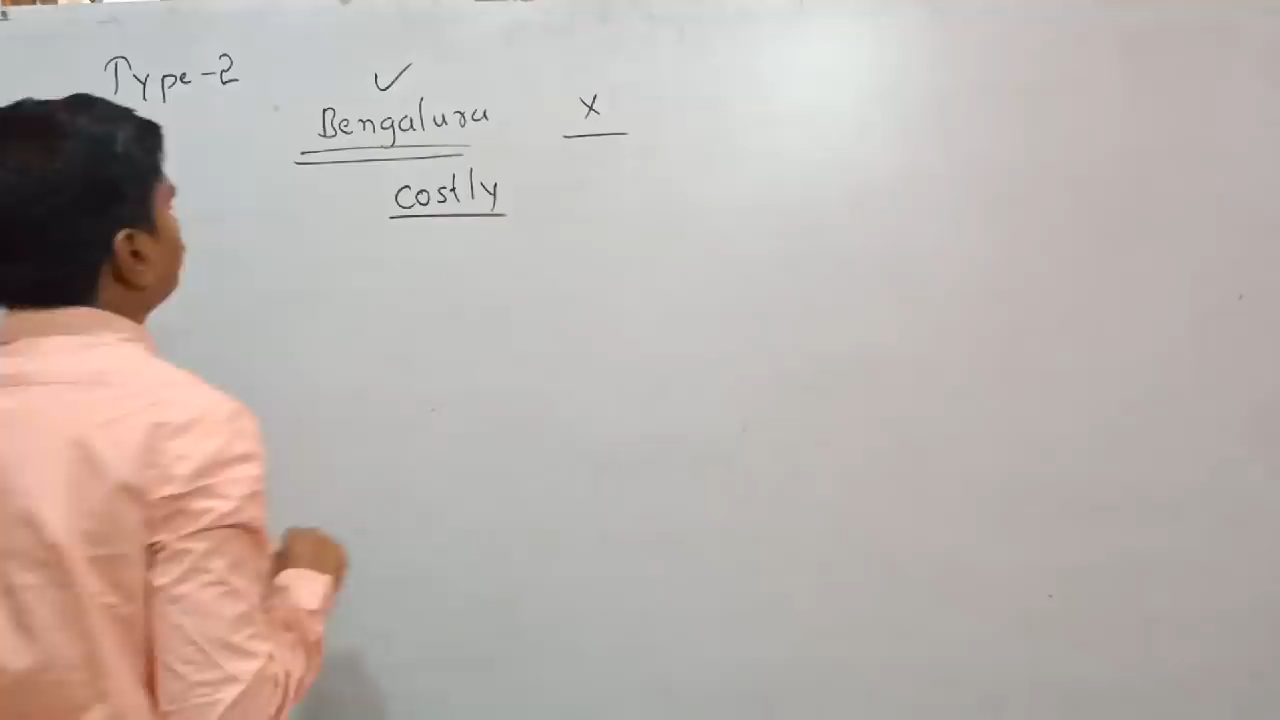 Type-2
✓
Bengaluru
x
costly